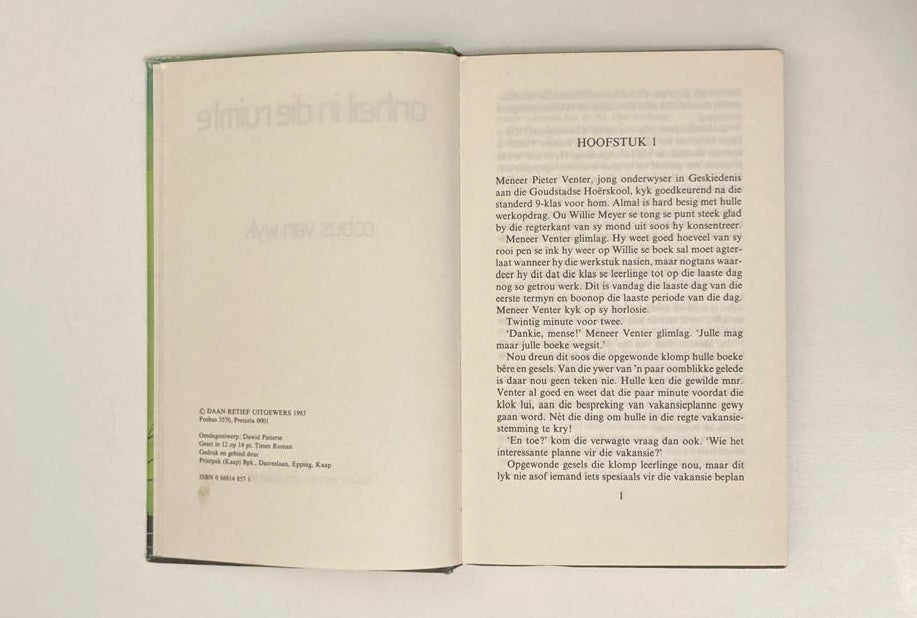 onheil in die ruimte
cobus van wyk
© DAAN RETIEF UITGEWERS 1983
Posbus 3570, Pretoria 0001
Omslagontwerp: Dawid Pieterse
Geset in 12 op 14 pt. Times Roman
Gedruk en gebind deur
Printpak (Kaap) Bpk., Dacreslaan, Epping, Kaap
ISBN 0 86814 857 1
HOOFSTUK 1
Meneer Pieter Venter, jong onderwyser in Geskiedenis
aan die Goudstadse Hoërskool, kyk goedkeurend na die
standerd 9-klas voor hom. Almal is hard besig met hulle
werkopdrag. Ou Willie Meyer se tong se punt steek glad
by die regterkant van sy mond uit soos hy konsentreer.
Meneer Venter glimlag. Hy weet goed hoeveel van sy
rooi pen se ink hy weer op Willie se boek sal moet agter-
laat wanneer hy die werkstuk nasien, maar nogtans waar-
deer hy dit dat die klas se leerlinge tot op die laaste dag
nog so getrou werk. Dit is vandag die laaste dag van die
eerste termyn en boonop die laaste periode van die dag.
Meneer Venter kyk op sy horlosie.
Twintig minute voor twee.
‘Dankie, mense!’ Meneer Venter glimlag. ‘Julle mag
maar julle boeke wegsit.’
Nou dreun dit soos die opgewonde klomp hulle boeke
bêre en gesels. Van die ywer van ’n paar oomblikke gelede
is daar nou geen teken nie. Hulle ken die gewilde mnr.
Venter al goed en weet dat die paar minute voordat die
klok lui, aan die bespreking van vakansieplanne gewy
gaan word. Nét die ding om hulle in die regte vakansie-
stemming te kry!
‘En toe?’ kom die verwagte vraag dan ook. ‘Wie het
interessante planne vir die vakansie?’
Opgewonde gesels die klomp leerlinge nou, maar dit
lyk nie asof iemand iets spesiaals vir die vakansie beplan
1